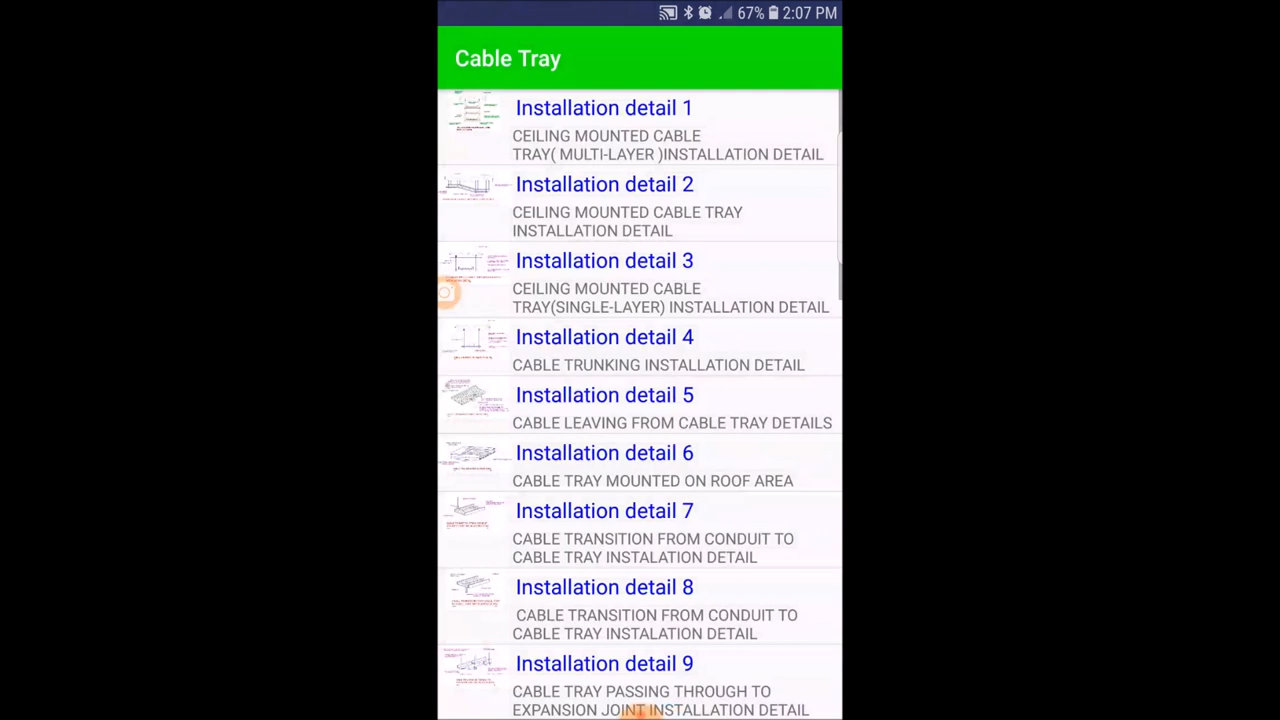 67% 2:07 PM
Cable Tray
Installation detail 1
CEILING MOUNTED CABLE
TRAY( MULTI-LAYER )INSTALLATION DETAIL
Installation detail 2
CEILING MOUNTED CABLE TRAY
INSTALLATION DETAIL
Installation detail 3
CEILING MOUNTED CABLE
TRAY(SINGLE-LAYER) INSTALLATION DETAIL
Installation detail 4
CABLE TRUNKING INSTALLATION DETAIL
Installation detail 5
CABLE LEAVING FROM CABLE TRAY DETAILS
Installation detail 6
CABLE TRAY MOUNTED ON ROOF AREA
Installation detail 7
CABLE TRANSITION FROM CONDUIT TO
CABLE TRAY INSTALATION DETAIL
Installation detail 8
CABLE TRANSITION FROM CONDUIT TO
CABLE TRAY INSTALATION DETAIL
Installation detail 9
CABLE TRAY PASSING THROUGH TO
EXPANSION JOINT INSTALLATION DETAIL